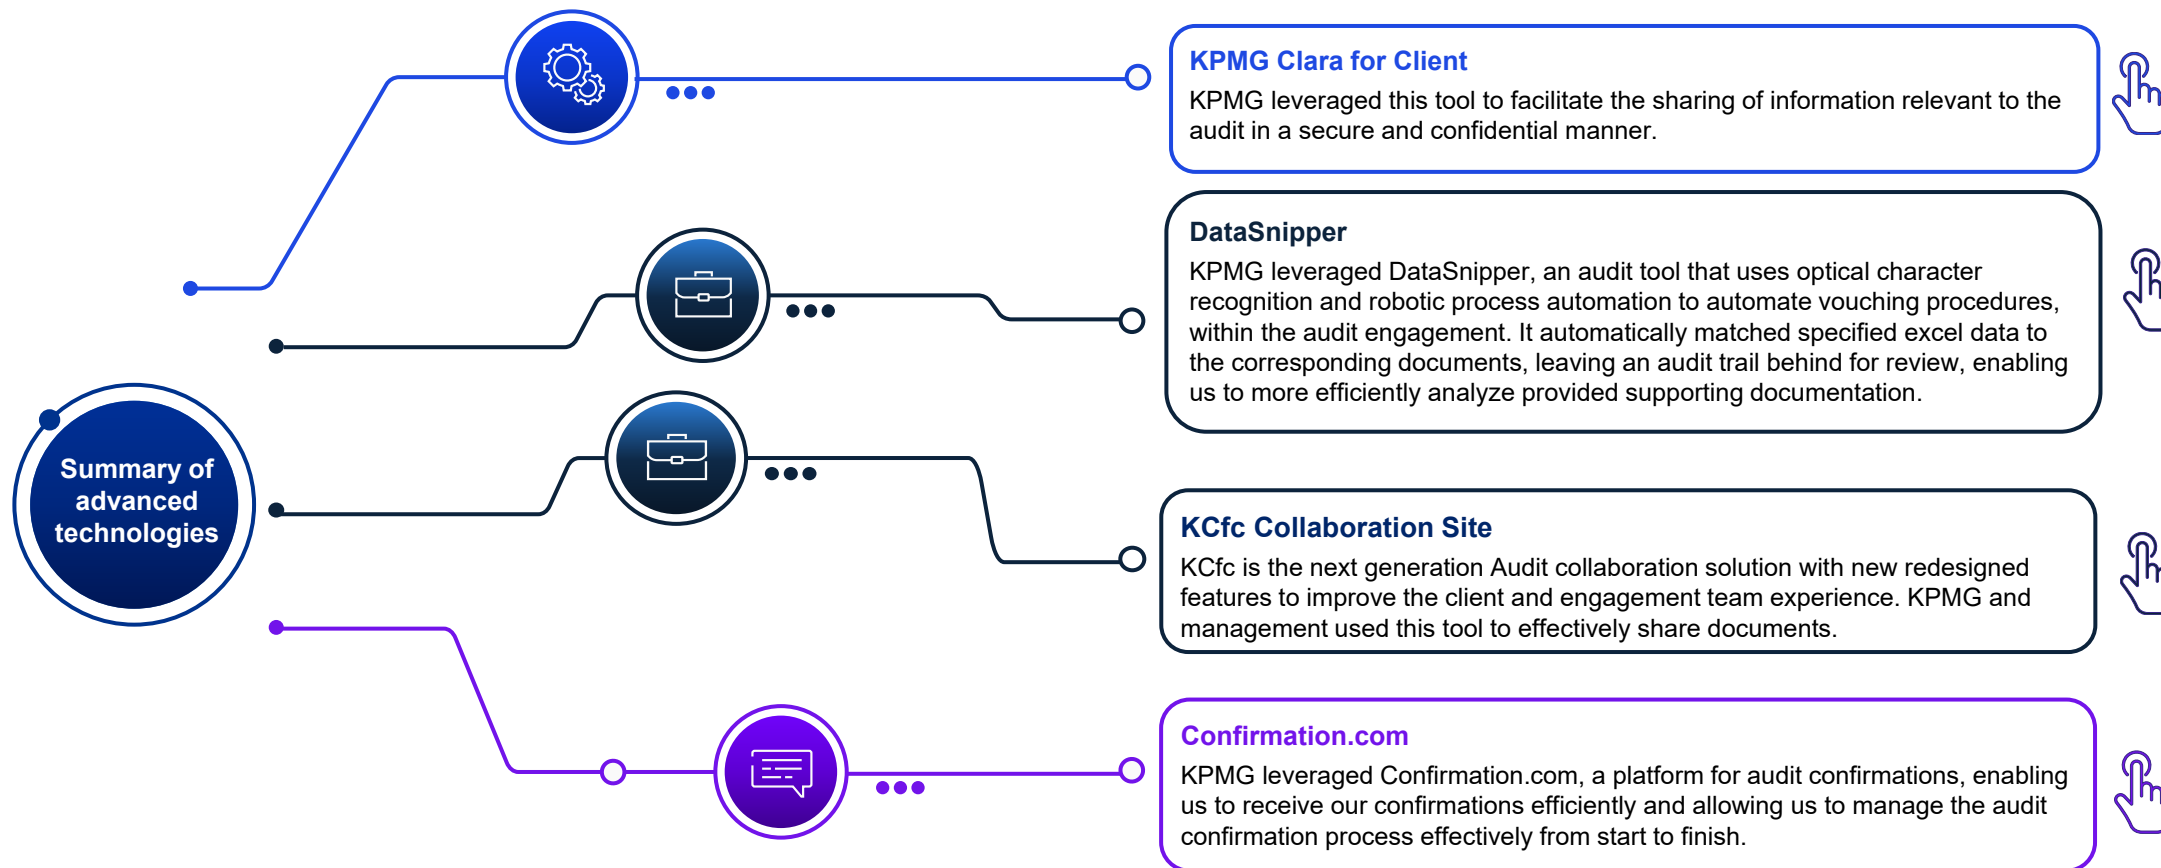 KPMG Clara for Client
KPMG leveraged this tool to facilitate the sharing of information relevant to the
audit in a secure and confidential manner.
DataSnipper
KPMG leveraged DataSnipper, an audit tool that uses optical character
recognition and robotic process automation to automate vouching procedures,
within the audit engagement. It automatically matched specified excel data to
the corresponding documents, leaving an audit trail behind for review, enabling
us to more efficiently analyze provided supporting documentation.
Summary of
advanced
technologies
KCfc Collaboration Site
KCfc is the next generation Audit collaboration solution with new redesigned
features to improve the client and engagement team experience. KPMG and
management used this tool to effectively share documents.
Confirmation.com
KPMG leveraged Confirmation.com, a platform for audit confirmations, enabling
us to receive our confirmations efficiently and allowing us to manage the audit
confirmation process effectively from start to finish.